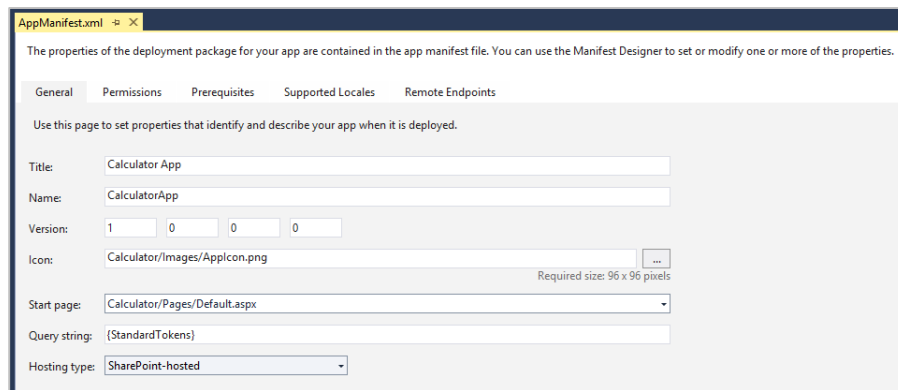 AppManifest.xml
The properties of the deployment package for your app are contained in the app manifest file. You can use the Manifest Designer to set or modify one or more of the properties.
General Permissions Prerequisites Supported Locales Remote Endpoints
Use this page to set properties that identify and describe your app when it is deployed.
Title: Calculator App
Name: CalculatorApp
Version: 1 0 0 0
Icon: Calculator/Images/AppIcon.png ...
Required size: 96 x 96 pixels
Start page: Calculator/Pages/Default.aspx
Query string: {StandardTokens}
Hosting type: SharePoint-hosted